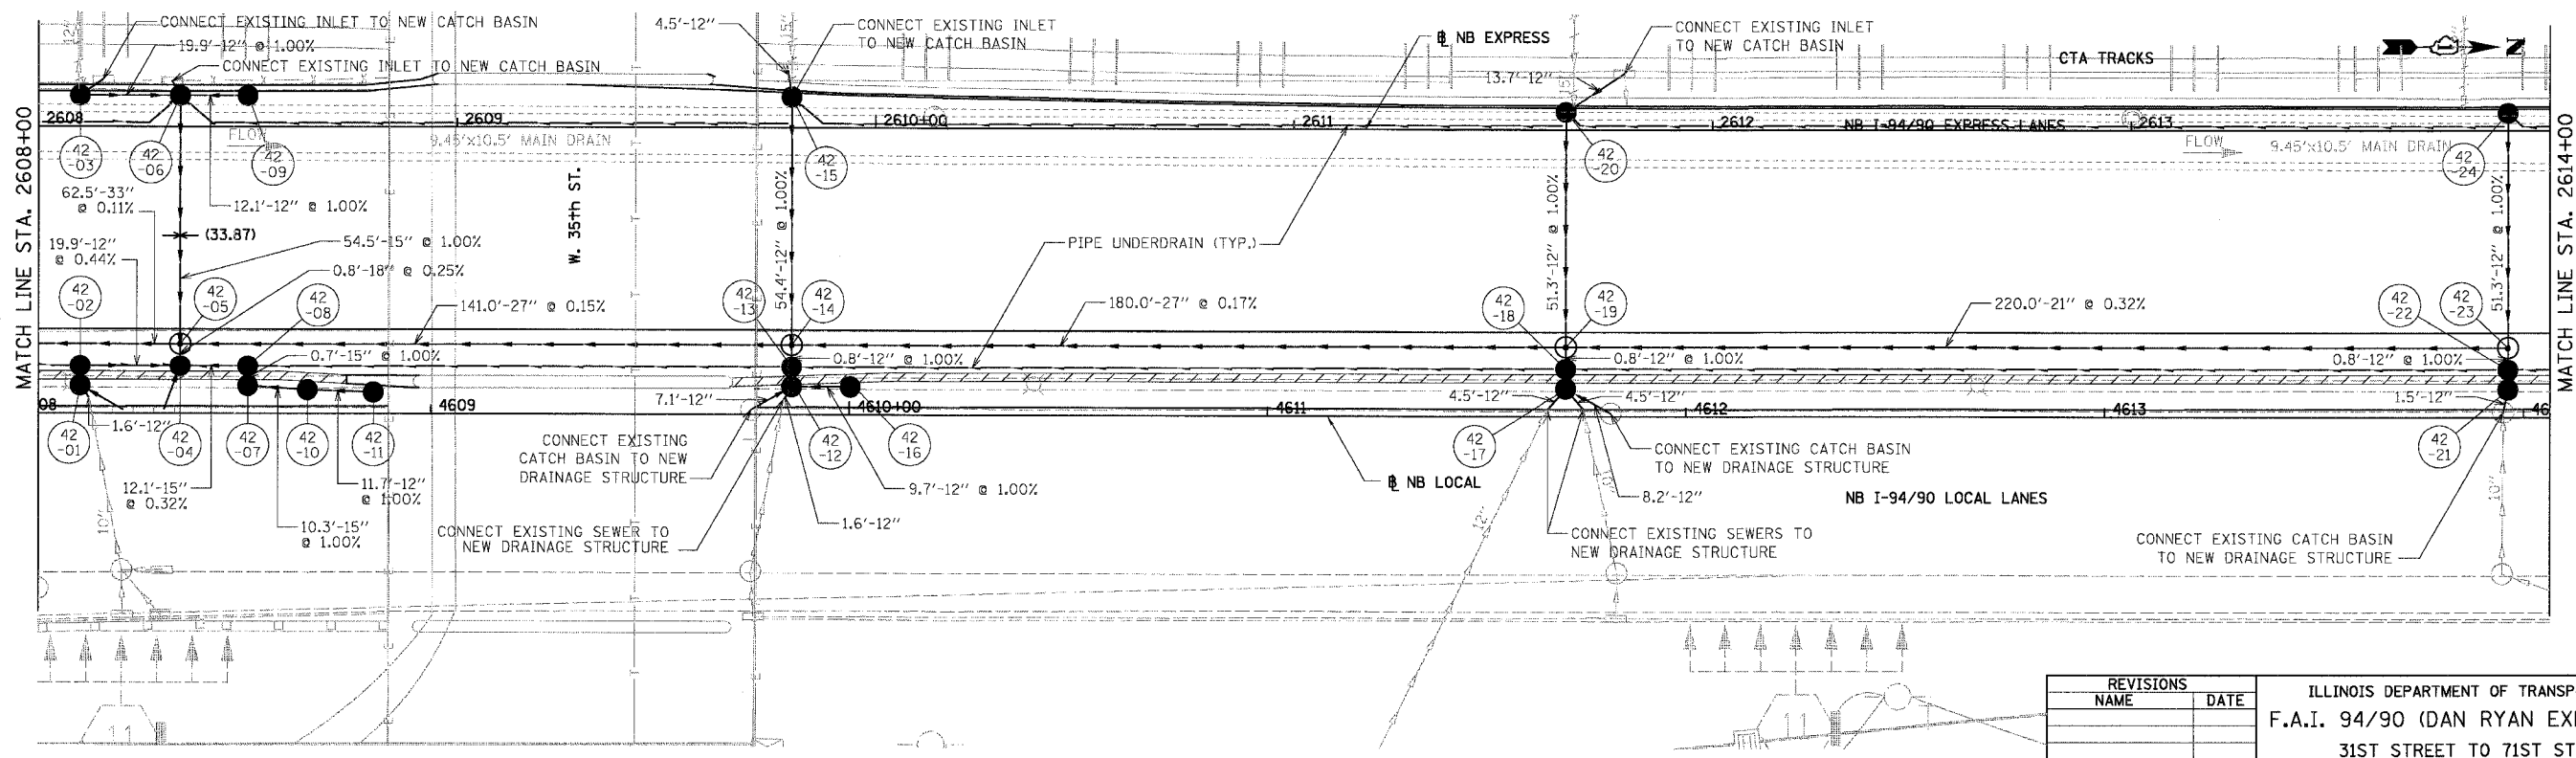 CONNECT EXISTING INLET TO NEW CATCH BASIN
12"
19.9'-12" @ 1.00%
CONNECT EXISTING INLET TO NEW CATCH BASIN
4.5'-12"
15"
CONNECT EXISTING INLET
TO NEW CATCH BASIN
℄ NB EXPRESS
CONNECT EXISTING INLET
TO NEW CATCH BASIN
13.7'-12"
CTA TRACKS
N
MATCH LINE STA. 2608+00
2608
2609
2610+00
2611
2612
NB I-94/90 EXPRESS LANES
2613
MATCH LINE STA. 2614+00
FLOW
9.45'x10.5' MAIN DRAIN
FLOW
9.45'x10.5' MAIN DRAIN
42
-03
42
-06
42
-09
42
-15
42
-20
42
-24
62.5'-33"
@ 0.11%
12.1'-12" @ 1.00%
(33.87)
54.5'-15" @ 1.00%
19.9'-12"
@ 0.44%
0.8'-18" @ 0.25%
W. 35th ST.
54.4'-12" @ 1.00%
PIPE UNDERDRAIN (TYP.)
51.3'-12" @ 1.00%
51.3'-12" @ 1.00%
42
-02
42
-05
42
-08
141.0'-27" @ 0.15%
42
-13
42
-14
180.0'-27" @ 0.17%
42
-18
42
-19
220.0'-21" @ 0.32%
42
-22
42
-23
0.7'-15" @ 1.00%
0.8'-12" @ 1.00%
0.8'-12" @ 1.00%
0.8'-12" @ 1.00%
08
4609
7.1'-12"
4610+00
4611
4.5'-12"
4.5'-12"
4612
4613
1.5'-12"
46
1.6'-12"
42
-01
42
-04
42
-07
42
-10
42
-11
42
-12
42
-16
42
-17
42
-21
CONNECT EXISTING
CATCH BASIN TO NEW
DRAINAGE STRUCTURE
CONNECT EXISTING CATCH BASIN
TO NEW DRAINAGE STRUCTURE
12.1'-15"
@ 0.32%
11.7'-12"
@ 1.00%
9.7'-12" @ 1.00%
℄ NB LOCAL
8.2'-12"
NB I-94/90 LOCAL LANES
10"
10"
12"
10"
10.3'-15"
@ 1.00%
1.6'-12"
CONNECT EXISTING SEWER TO
NEW DRAINAGE STRUCTURE
CONNECT EXISTING SEWERS TO
NEW DRAINAGE STRUCTURE
CONNECT EXISTING CATCH BASIN
TO NEW DRAINAGE STRUCTURE
11
11
REVISIONS
NAME
DATE
ILLINOIS DEPARTMENT OF TRANSP
F.A.I. 94/90 (DAN RYAN EX
31ST STREET TO 71ST ST